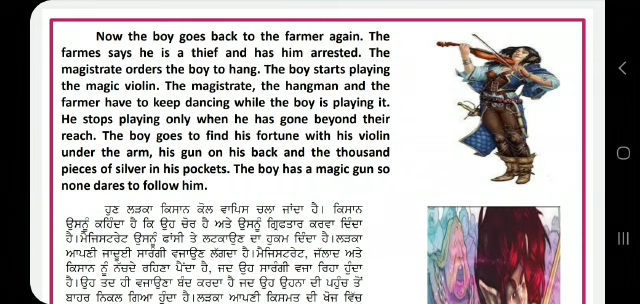 Now the boy goes back to the farmer again. The
farmes says he is a thief and has him arrested. The
magistrate orders the boy to hang. The boy starts playing
the magic violin. The magistrate, the hangman and the
farmer have to keep dancing while the boy is playing it.
He stops playing only when he has gone beyond their
reach. The boy goes to find his fortune with his violin
under the arm, his gun on his back and the thousand
pieces of silver in his pockets. The boy has a magic gun so
none dares to follow him.
ਹੁਣ ਲੜਕਾ ਕਿਸਾਨ ਕੋਲ ਵਾਪਿਸ ਚਲਾ ਜਾਂਦਾ ਹੈ। ਕਿਸਾਨ
ਉਸਨੂੰ ਕਹਿੰਦਾ ਹੈ ਕਿ ਉਹ ਚੋਰ ਹੈ ਅਤੇ ਉਸਨੂੰ ਗ੍ਰਿਫਤਾਰ ਕਰਵਾ ਦਿੰਦਾ
ਹੈ।ਮੈਜਿਸਟਰੇਟ ਉਸਨੂੰ ਫਾਂਸੀ ਤੇ ਲਟਕਾਉਣ ਦਾ ਹੁਕਮ ਦਿੰਦਾ ਹੈ।ਲੜਕਾ
ਆਪਣੀ ਜਾਦੂਈ ਸਾਰੰਗੀ ਵਜਾਉਣ ਲੱਗਦਾ ਹੈ।ਮੈਜਿਸਟਰੇਟ, ਜੱਲਾਦ ਅਤੇ
ਕਿਸਾਨ ਨੂੰ ਨੱਚਦੇ ਰਹਿਣਾ ਪੈਂਦਾ ਹੈ, ਜਦ ਉਹ ਸਾਰੰਗੀ ਵਜਾ ਰਿਹਾ ਹੁੰਦਾ
ਹੈ।ਉਹ ਤਦ ਹੀ ਵਜਾਉਣਾ ਬੰਦ ਕਰਦਾ ਹੈ ਜਦ ਉਹ ਉਹਨਾ ਦੀ ਪਹੁੰਚ ਤੋਂ
ਬਾਹਰ ਨਿਕਲ ਗਿਆ ਹੁੰਦਾ ਹੈ।ਲੜਕਾ ਆਪਣੀ ਕਿਸਮਤ ਦੀ ਖੋਜ ਵਿੱਚ